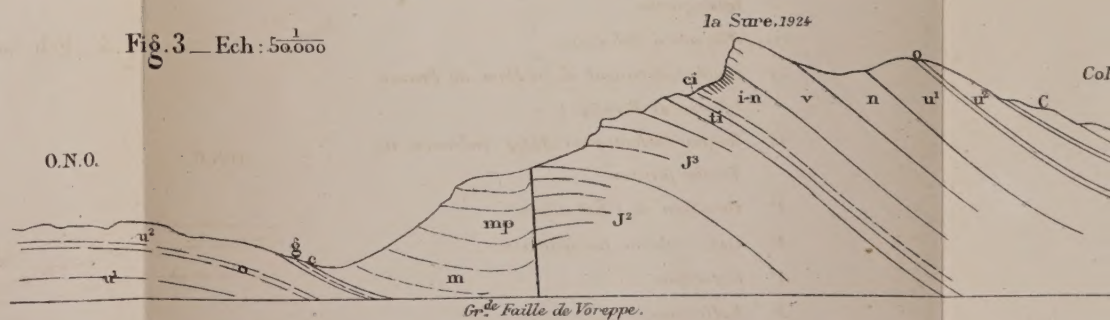 la Sure.1924
Fig.3 _ Ech: 1/50.000
Col
O.N.O.
ci
i-n
v
n
u¹
o
u²
C
ti
J³
J²
mp
m
u²
u¹
o
g
c
Gr.de Faille de Voreppe.